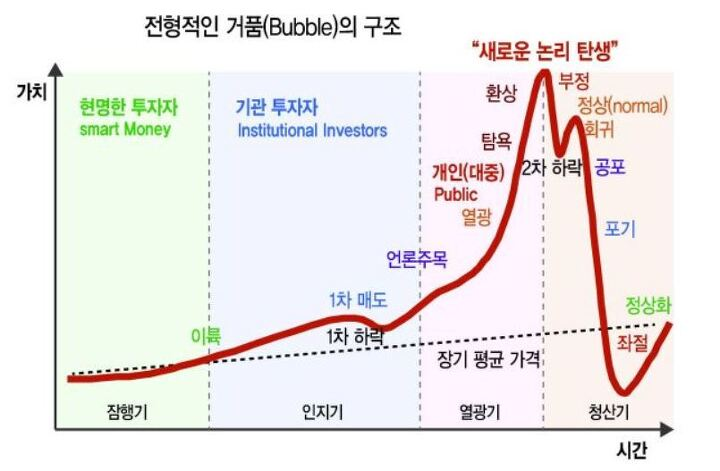 전형적인 거품(Bubble)의 구조
"새로운 논리 탄생"
가치
현명한 투자자
smart Money
기관 투자자
Institutional Investors
환상
부정
정상(normal)
회귀
탐욕
2차 하락
공포
개인(대중)
Public
열광
포기
언론주목
1차 매도
정상화
이륙
1차 하락
좌절
장기 평균 가격
잠행기
인지기
열광기
청산기
시간